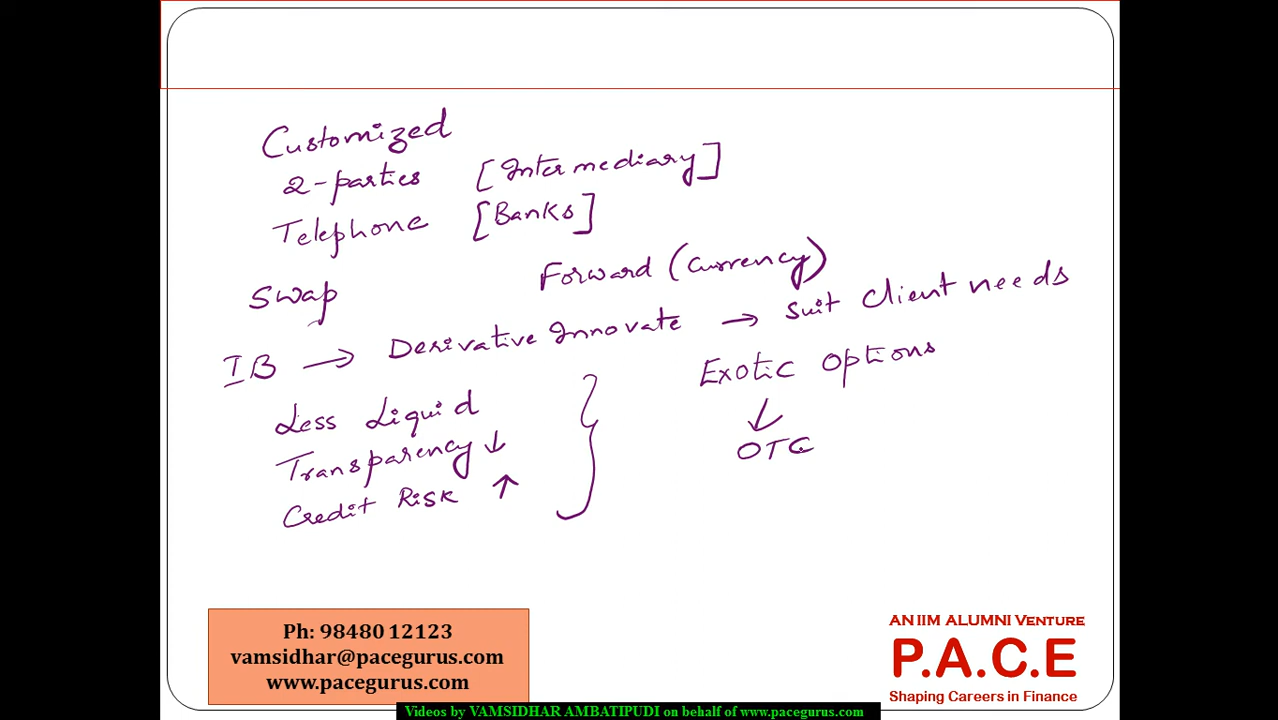 Customized
2-parties [Intermediary]
Telephone [Banks]
Swap Forward (Currency)
IB → Derivative Innovate → Suit Client needs
Less Liquid Exotic Options
Transparency ↓ ↓
Credit Risk ↑ OTC
Ph: 98480 12123
vamsidhar@pacegurus.com
www.pacegurus.com
AN IIM ALUMNI VENTURE
P.A.C.E
Shaping Careers in Finance
Videos by VAMSIDHAR AMBATIPUDI on behalf of www.pacegurus.com